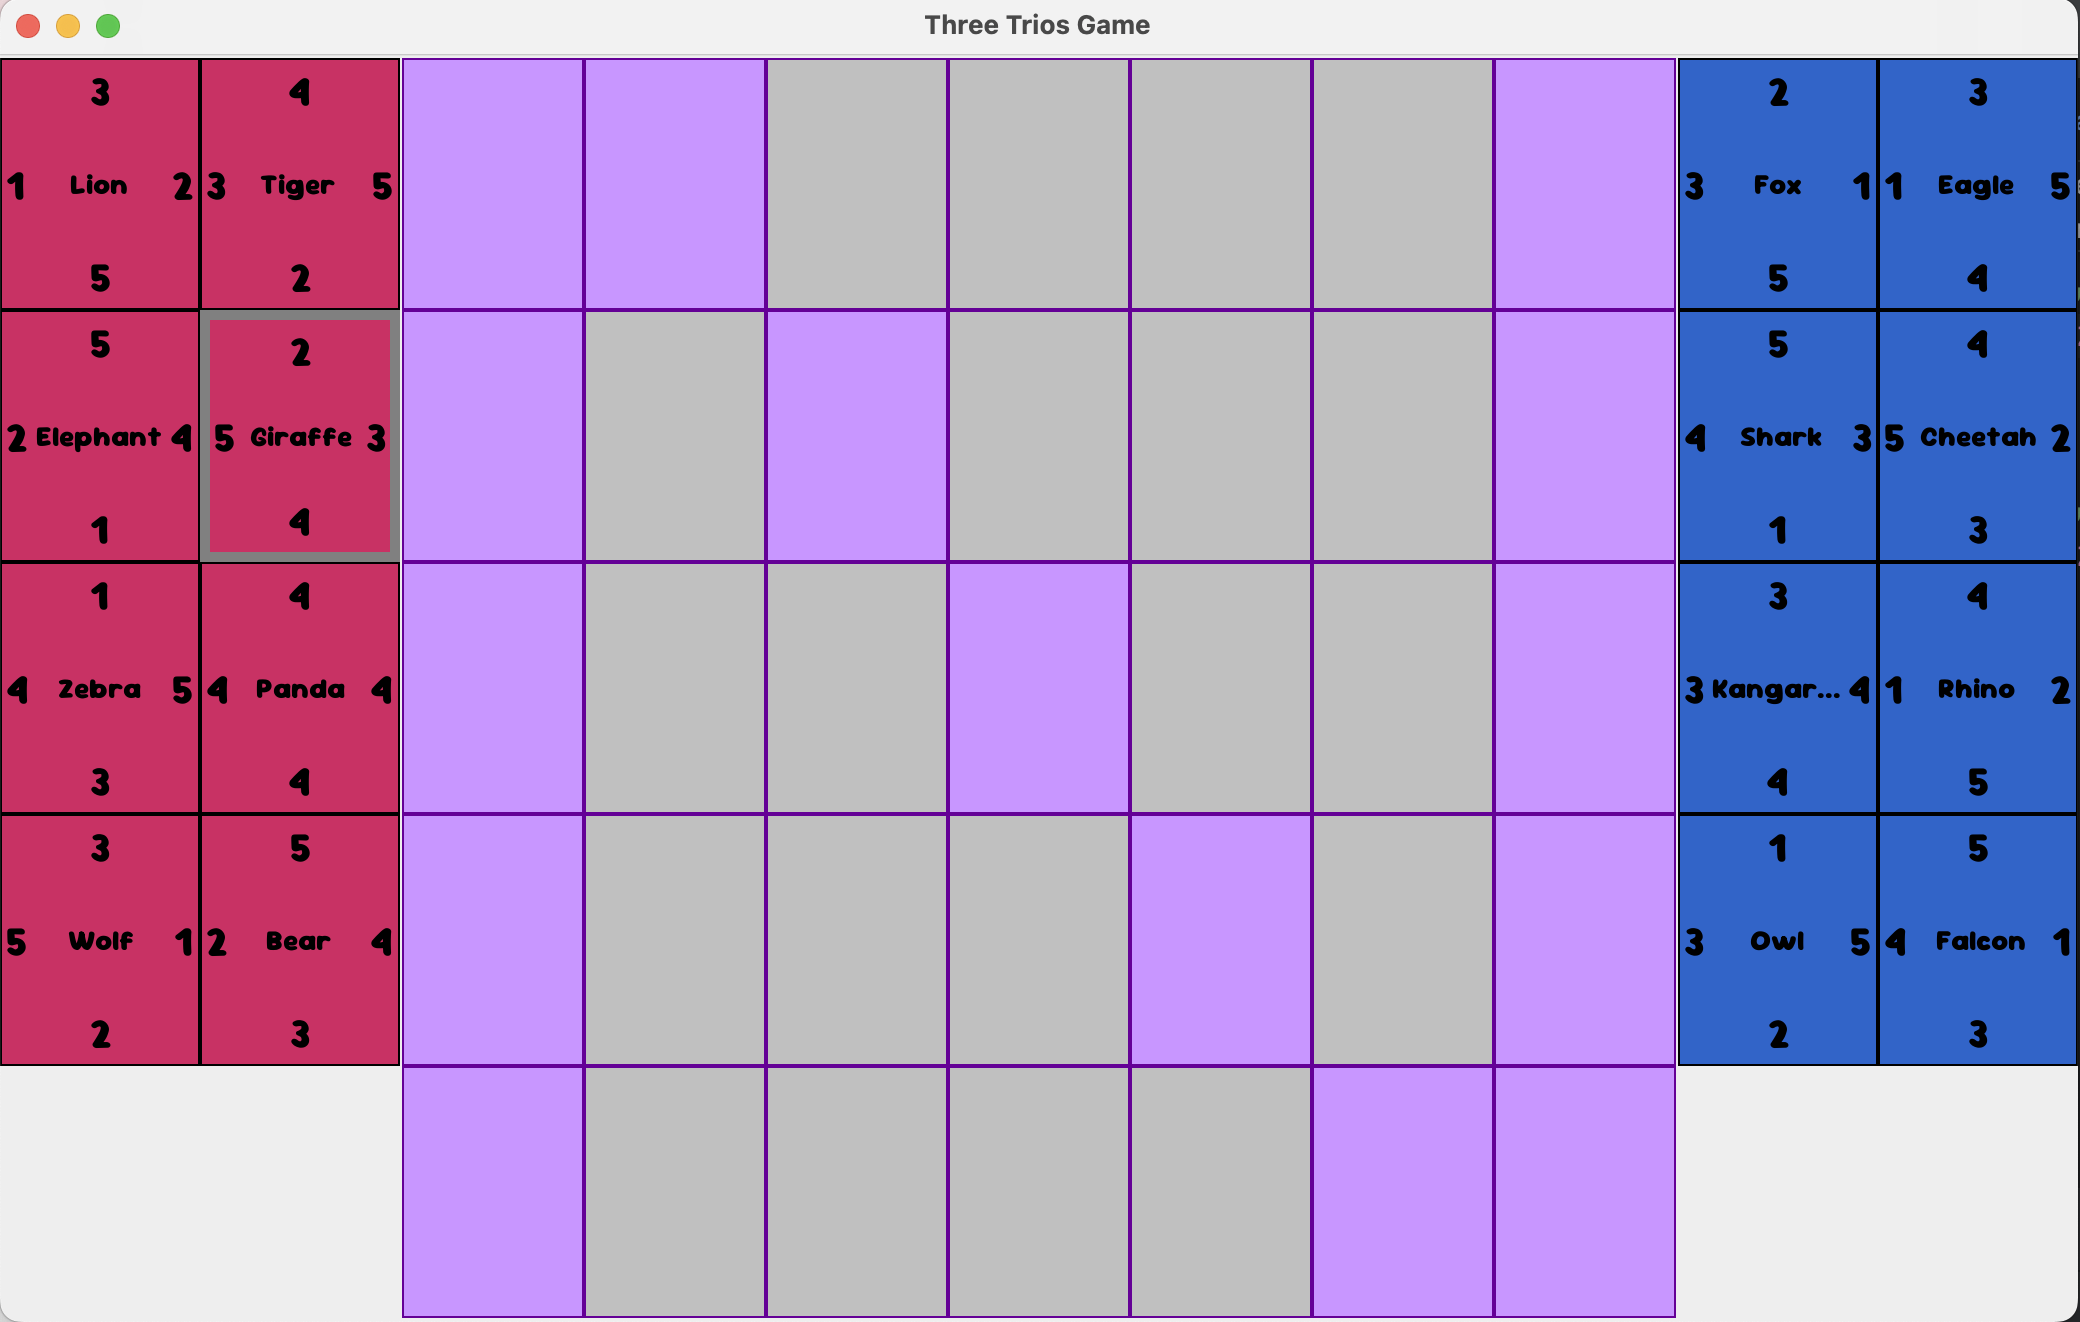 Three Trios Game
3 4 2 3
1 Lion 2 3 Tiger 5 3 Fox 1 1 Eagle 5
5 2 5 4
5 2 5 4
2 Elephant 4 5 Giraffe 3 4 Shark 3 5 Cheetah 2
1 4 1 3
1 4 3 4
4 Zebra 5 4 Panda 4 3 Kangar... 4 1 Rhino 2
3 4 4 5
3 5 1 5
5 Wolf 1 2 Bear 4 3 Owl 5 4 Falcon 1
2 3 2 3